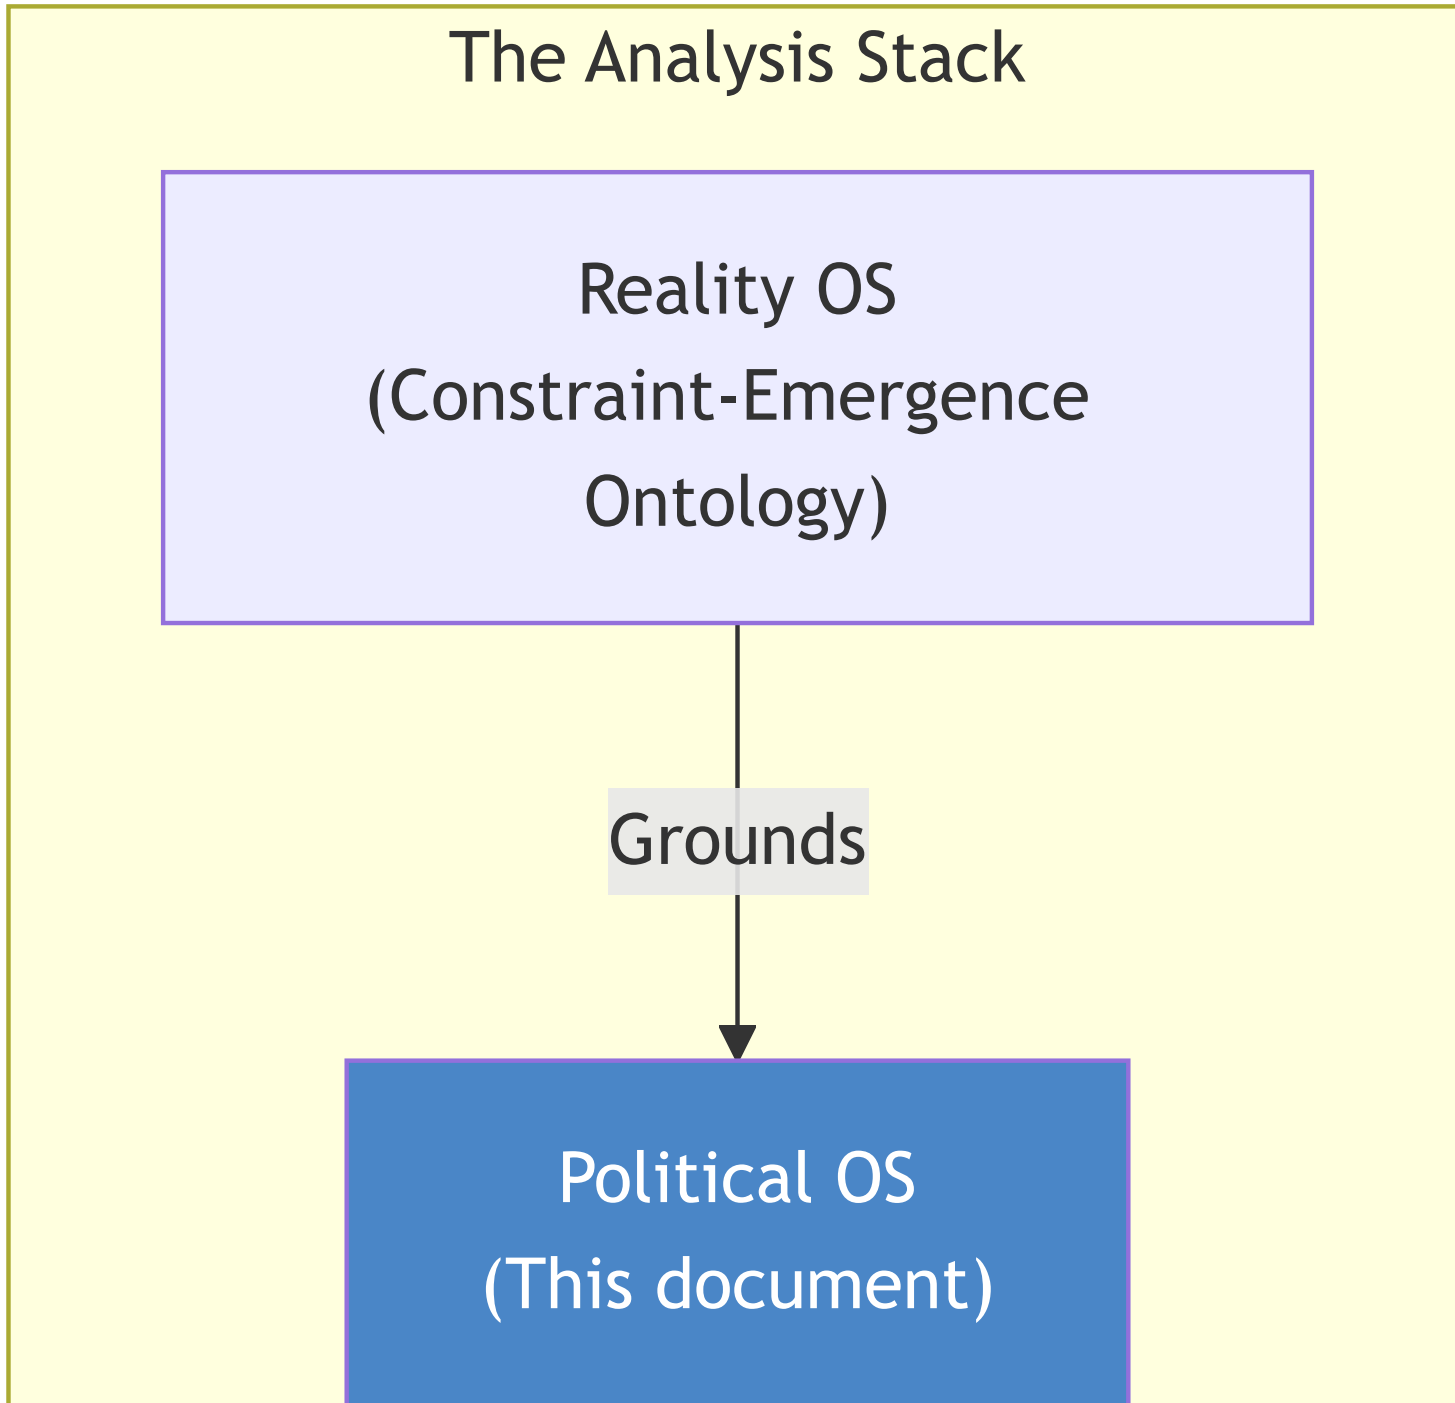 The Analysis Stack
Reality OS
(Constraint-Emergence
Ontology)
Grounds
Political OS
(This document)